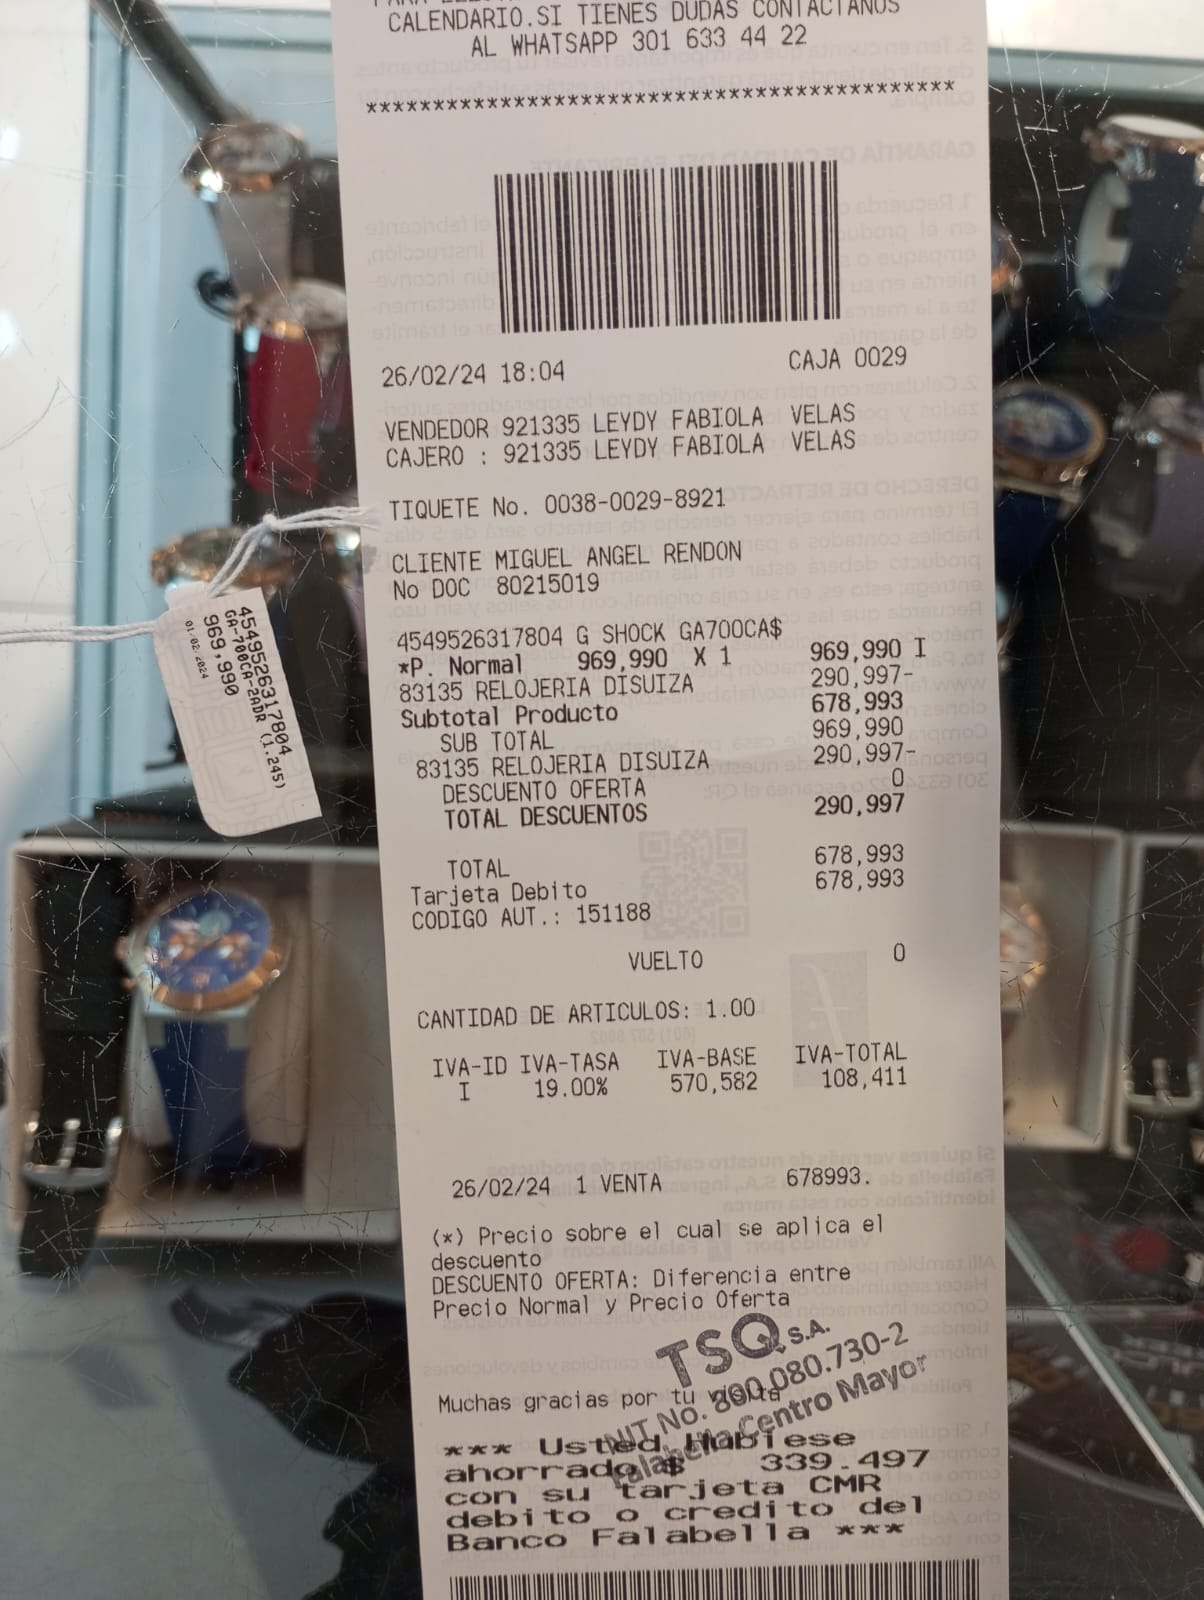 CALENDARIO.SI TIENES DUDAS CONTACTANOS
AL WHATSAPP 301 633 44 22
********************************************
26/02/24 18:04 CAJA 0029
VENDEDOR 921335 LEYDY FABIOLA VELAS
CAJERO : 921335 LEYDY FABIOLA VELAS
TIQUETE No. 0038-0029-8921
CLIENTE MIGUEL ANGEL RENDON
No DOC 80215019
4549526317804 G SHOCK GA700CA$
*P. Normal 969,990 X 1 969,990 I
83135 RELOJERIA DISUIZA 290,997-
Subtotal Producto 678,993
SUB TOTAL 969,990
83135 RELOJERIA DISUIZA 290,997-
DESCUENTO OFERTA 0
TOTAL DESCUENTOS 290,997
TOTAL 678,993
Tarjeta Debito 678,993
CODIGO AUT.: 151188
VUELTO 0
CANTIDAD DE ARTICULOS: 1.00
IVA-ID IVA-TASA IVA-BASE IVA-TOTAL
I 19.00% 570,582 108,411
26/02/24 1 VENTA 678993.
(*) Precio sobre el cual se aplica el
descuento
DESCUENTO OFERTA: Diferencia entre
Precio Normal y Precio Oferta
TSQ S.A.
NIT No. 800.080.730-2
Falabella Centro Mayor
Muchas gracias por tu visita
*** Usted Hubiese
ahorrado $ 339.497
con su tarjeta CMR
debito o credito del
Banco Falabella ***
4549526317804
GA-700CA-2ADR (1.245)
969,990
01/02/2024